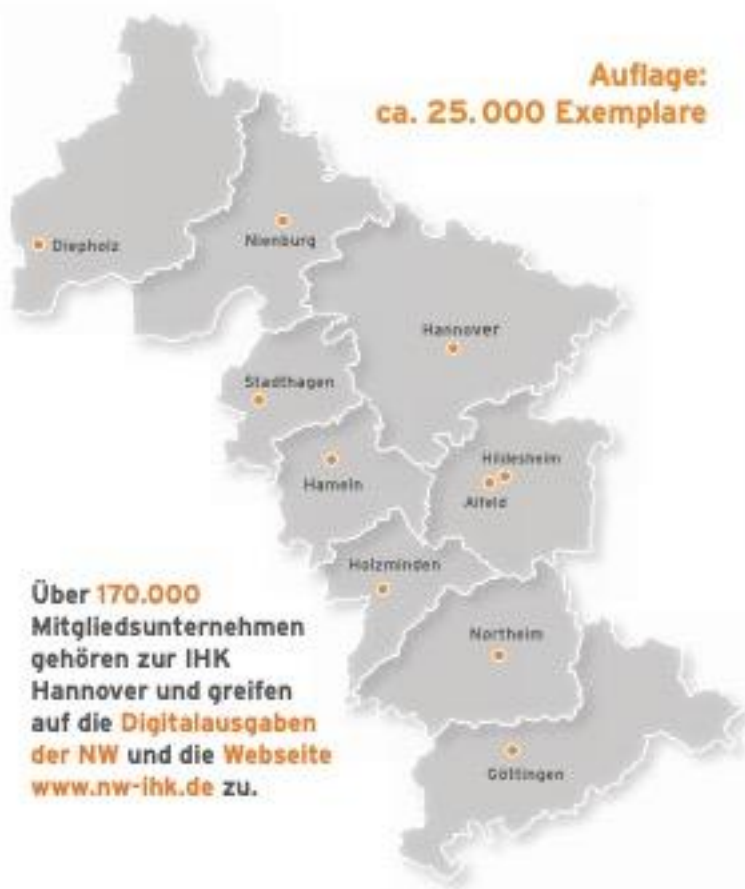 Auflage:
ca. 25.000 Exemplare
Diepholz
Nienburg
Hannover
Stadthagen
Hildesheim
Hameln
Alfeld
Holzminden
Über 170.000
Mitgliedsunternehmen
gehören zur IHK
Hannover und greifen
auf die Digitalausgaben
der NW und die Webseite
www.nw-ihk.de zu.
Northeim
Göttingen